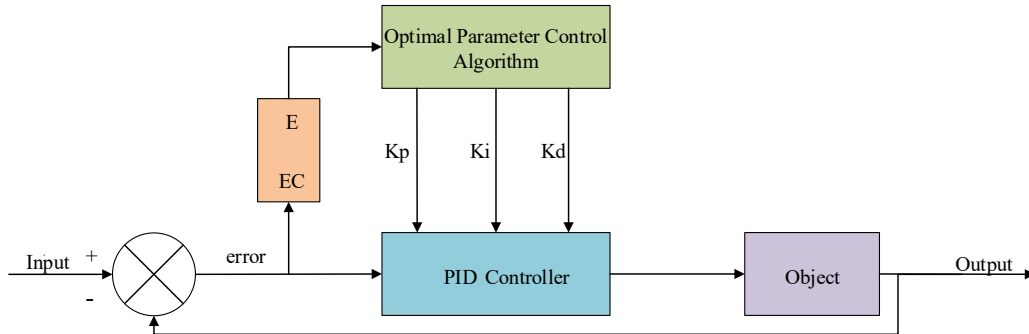 Optimal Parameter Control
Algorithm
E
EC
Kp Ki Kd
Input + - error
PID Controller
Object
Output